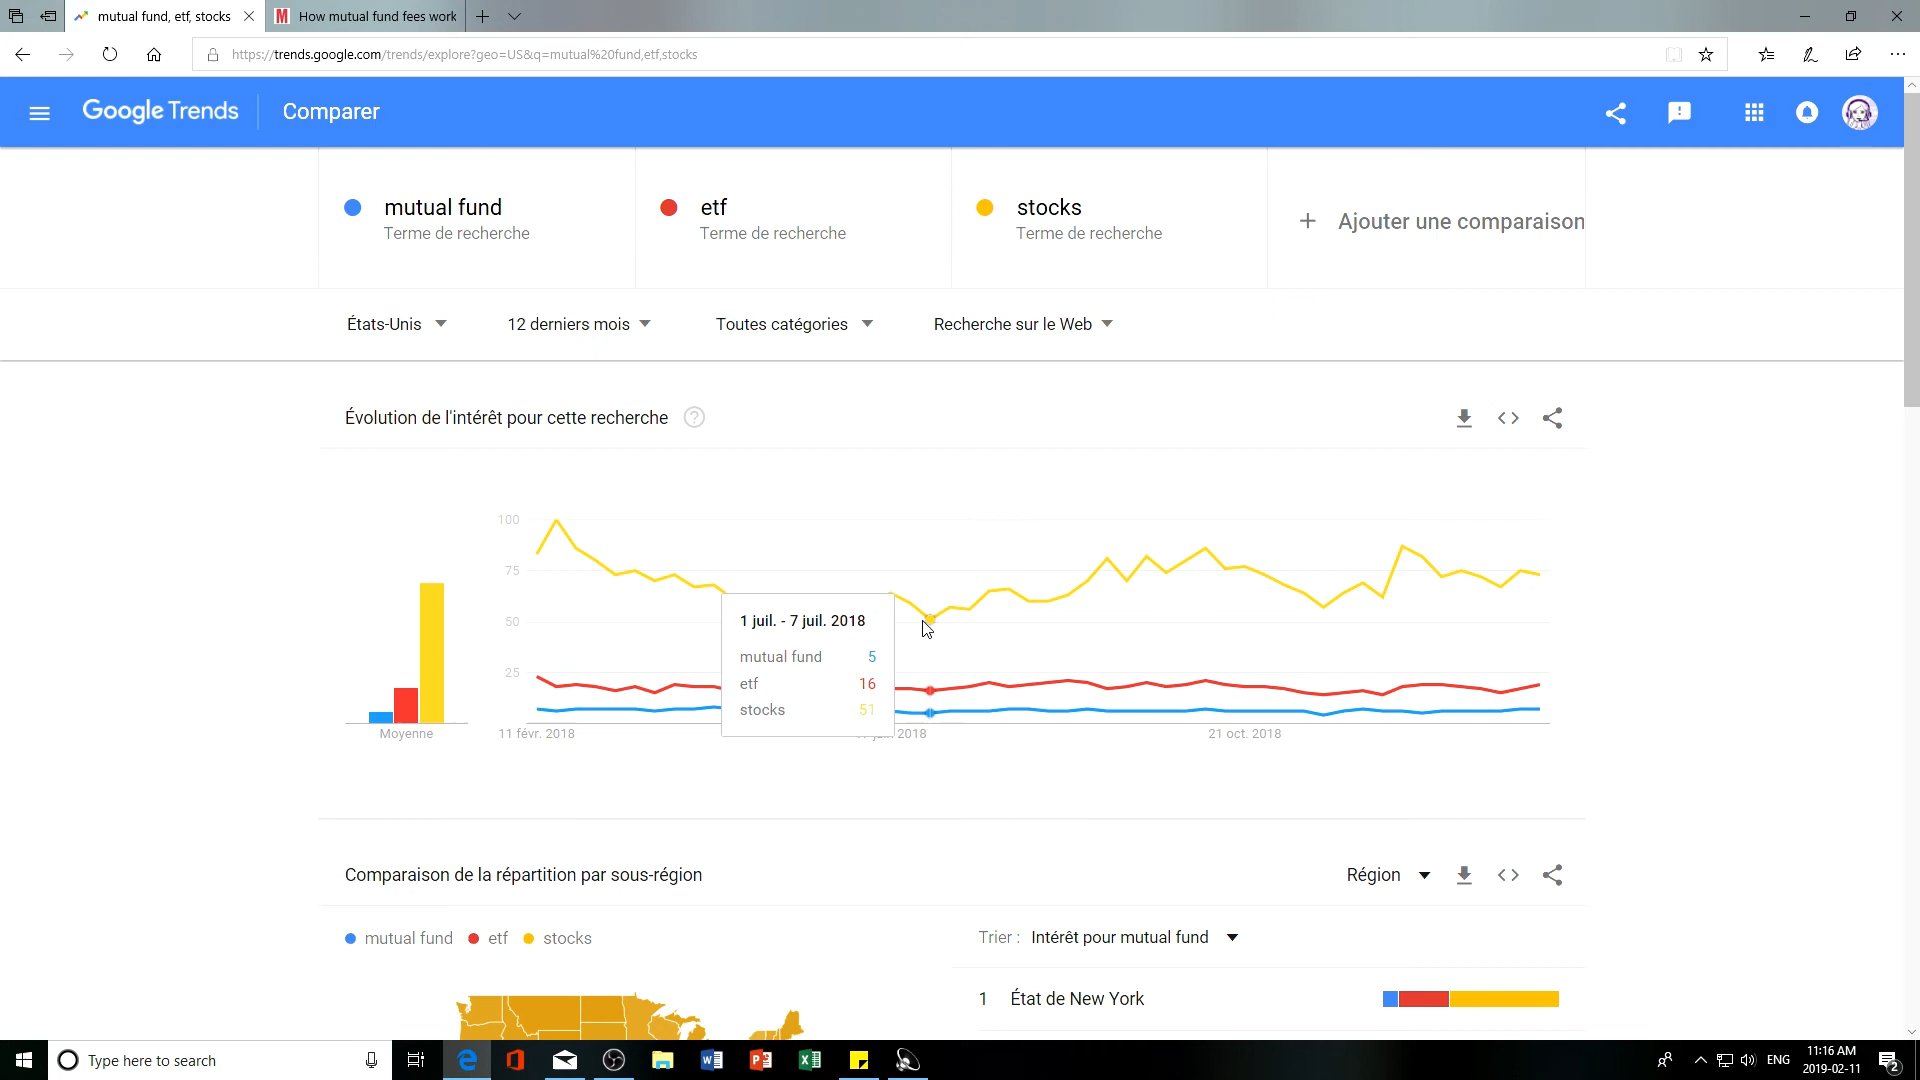 mutual fund, etf, stocks
How mutual fund fees work
https://trends.google.com/trends/explore?geo=US&q=mutual%20fund,etf,stocks
Google Trends
Comparer
mutual fund
Terme de recherche
etf
Terme de recherche
stocks
Terme de recherche
+ Ajouter une comparaison
États-Unis
12 derniers mois
Toutes catégories
Recherche sur le Web
Évolution de l'intérêt pour cette recherche
?
100
75
50
25
1 juil. - 7 juil. 2018
mutual fund 5
etf 16
stocks 51
Moyenne
11 févr. 2018
2018
21 oct. 2018
Comparaison de la répartition par sous-région
Région
mutual fund
etf
stocks
Trier : Intérêt pour mutual fund
1 État de New York
Type here to search
ENG
11:16 AM
2019-02-11
2